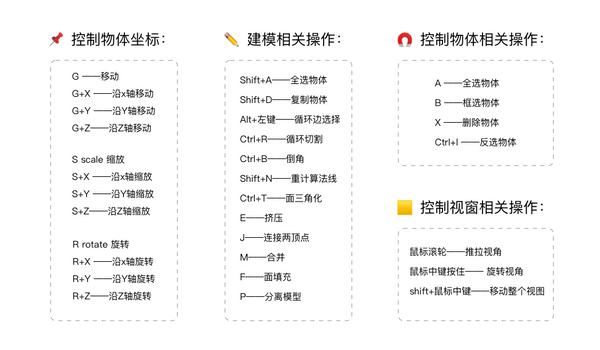 控制物体坐标：
G ——移动
G+X ——沿x轴移动
G+Y ——沿Y轴移动
G+Z——沿Z轴移动
S scale 缩放
S+X ——沿x轴缩放
S+Y ——沿Y轴缩放
S+Z——沿Z轴缩放
R rotate 旋转
R+X ——沿x轴旋转
R+Y ——沿Y轴旋转
R+Z——沿Z轴旋转
建模相关操作：
Shift+A——全选物体
Shift+D——复制物体
Alt+左键——循环边选择
Ctrl+R——循环切割
Ctrl+B——倒角
Shift+N——重计算法线
Ctrl+T——面三角化
E——挤压
J——连接两顶点
M——合并
F——面填充
P——分离模型
控制物体相关操作：
A ——全选物体
B ——框选物体
X ——删除物体
Ctrl+I ——反选物体
控制视窗相关操作：
鼠标滚轮——推拉视角
鼠标中键按住—— 旋转视角
shift+鼠标中键——移动整个视图